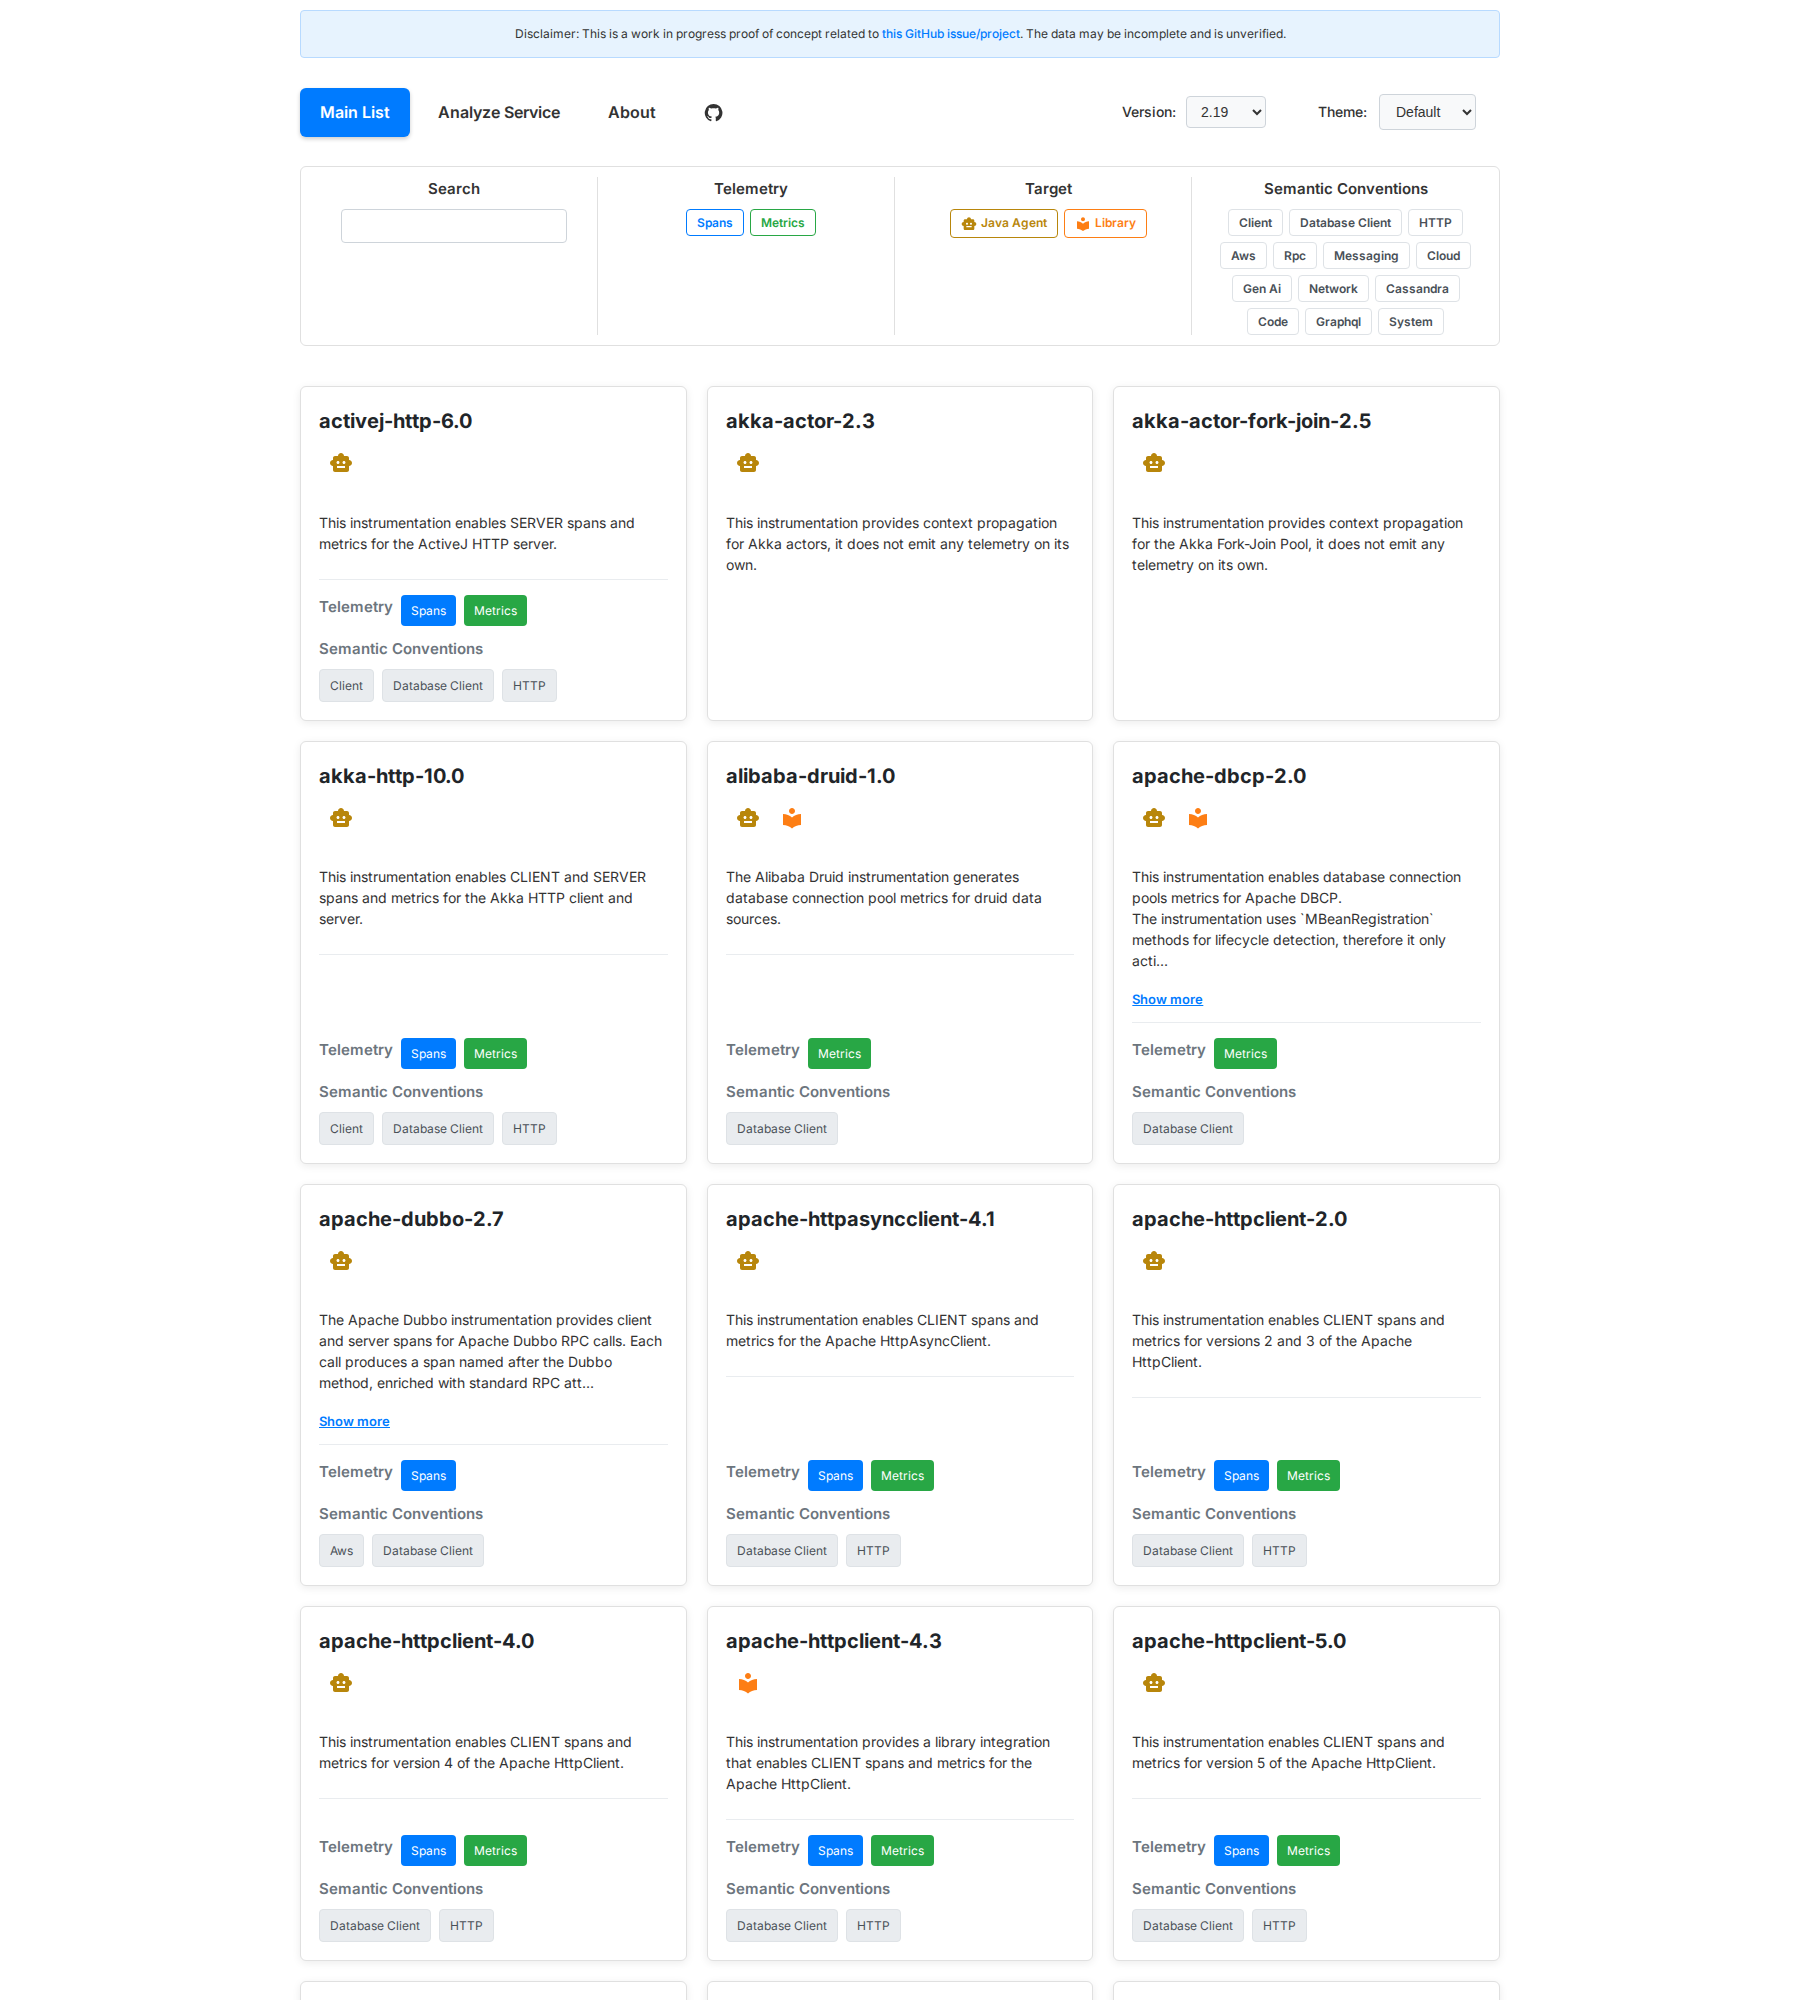 Disclaimer: This is a work in progress proof of concept related to this GitHub issue/project. The data may be incomplete and is unverified.
Main List
Analyze Service
About
Version:
2.19
Theme:
Default
Search
Telemetry
Spans
Metrics
Target
Java Agent
Library
Semantic Conventions
Client
Database Client
HTTP
Aws
Rpc
Messaging
Cloud
Gen Ai
Network
Cassandra
Code
Graphql
System
activej-http-6.0
This instrumentation enables SERVER spans and
metrics for the ActiveJ HTTP server.
Telemetry
Spans
Metrics
Semantic Conventions
Client
Database Client
HTTP
akka-actor-2.3
This instrumentation provides context propagation
for Akka actors, it does not emit any telemetry on its
own.
akka-actor-fork-join-2.5
This instrumentation provides context propagation
for the Akka Fork-Join Pool, it does not emit any
telemetry on its own.
akka-http-10.0
This instrumentation enables CLIENT and SERVER
spans and metrics for the Akka HTTP client and
server.
Telemetry
Spans
Metrics
Semantic Conventions
Client
Database Client
HTTP
alibaba-druid-1.0
The Alibaba Druid instrumentation generates
database connection pool metrics for druid data
sources.
Telemetry
Metrics
Semantic Conventions
Database Client
apache-dbcp-2.0
This instrumentation enables database connection
pools metrics for Apache DBCP.
The instrumentation uses `MBeanRegistration`
methods for lifecycle detection, therefore it only
acti...
Show more
Telemetry
Metrics
Semantic Conventions
Database Client
apache-dubbo-2.7
The Apache Dubbo instrumentation provides client
and server spans for Apache Dubbo RPC calls. Each
call produces a span named after the Dubbo
method, enriched with standard RPC att...
Show more
Telemetry
Spans
Semantic Conventions
Aws
Database Client
apache-httpasyncclient-4.1
This instrumentation enables CLIENT spans and
metrics for the Apache HttpAsyncClient.
Telemetry
Spans
Metrics
Semantic Conventions
Database Client
HTTP
apache-httpclient-2.0
This instrumentation enables CLIENT spans and
metrics for versions 2 and 3 of the Apache
HttpClient.
Telemetry
Spans
Metrics
Semantic Conventions
Database Client
HTTP
apache-httpclient-4.0
This instrumentation enables CLIENT spans and
metrics for version 4 of the Apache HttpClient.
Telemetry
Spans
Metrics
Semantic Conventions
Database Client
HTTP
apache-httpclient-4.3
This instrumentation provides a library integration
that enables CLIENT spans and metrics for the
Apache HttpClient.
Telemetry
Spans
Metrics
Semantic Conventions
Database Client
HTTP
apache-httpclient-5.0
This instrumentation enables CLIENT spans and
metrics for version 5 of the Apache HttpClient.
Telemetry
Spans
Metrics
Semantic Conventions
Database Client
HTTP